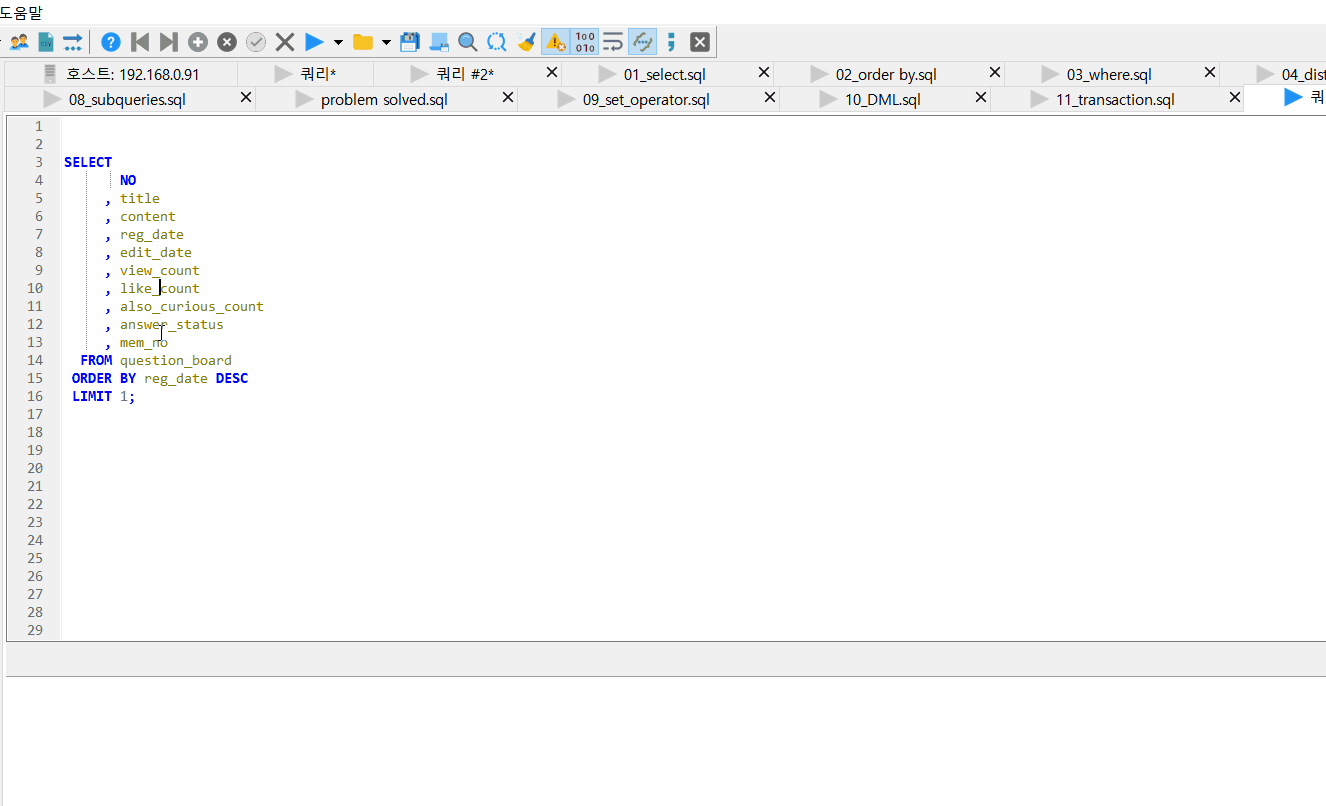 도움말
호스트: 192.168.0.91 쿼리* 쿼리 #2* 01_select.sql 02_order by.sql 03_where.sql 04_dist
08_subqueries.sql problem solved.sql 09_set_operator.sql 10_DML.sql 11_transaction.sql 쿼
1
2
3 SELECT
4 NO
5 , title
6 , content
7 , reg_date
8 , edit_date
9 , view_count
10 , like_count
11 , also_curious_count
12 , answer_status
13 , mem_no
14 FROM question_board
15 ORDER BY reg_date DESC
16 LIMIT 1;
17
18
19
20
21
22
23
24
25
26
27
28
29